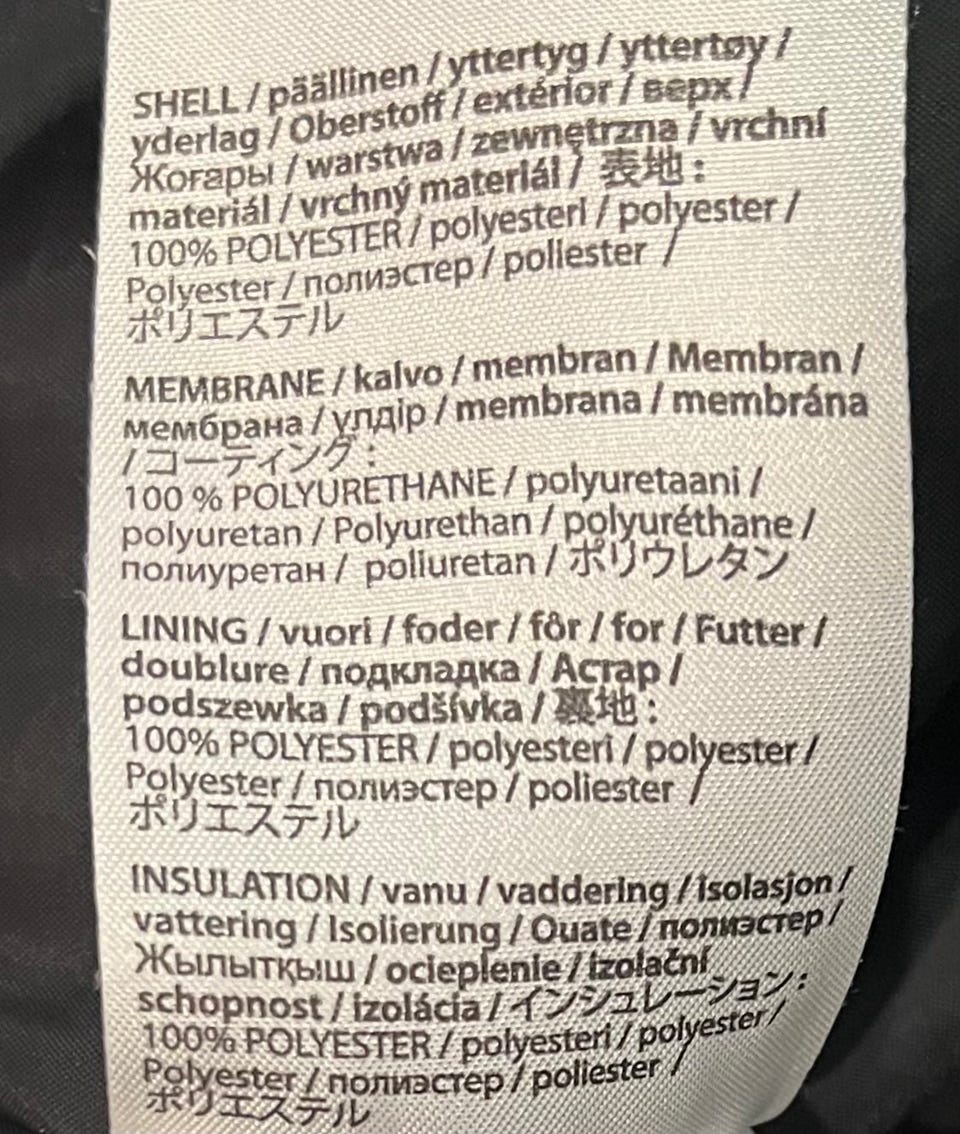 SHELL / päällinen / yttertyg / yttertøy /
yderlag / Oberstoff / extérior / верх /
Жоғары / warstwa / zewnętrzna / vrchní
materiál / vrchný materiál / 表地 :
100% POLYESTER / polyesteri / polyester /
Polyester / полиэстер / poliester /
ポリエステル
MEMBRANE / kalvo / membran / Membran /
мембрана / үлдір / membrana / membrána
/ コーティング :
100 % POLYURETHANE / polyuretaani /
polyuretan / Polyurethan / polyuréthane /
полиуретан / poliuretan / ポリウレタン
LINING / vuori / foder / fôr / for / Futter /
doublure / подкладка / Астар /
podszewka / podšívka / 裏地 :
100% POLYESTER / polyesteri / polyester /
Polyester / полиэстер / poliester /
ポリエステル
INSULATION / vanu / vaddering / isolasjon /
vattering / Isolierung / Ouate / полиэстер /
Жылытқыш / ocieplenie / izolační
schopnost / izolácia / インシュレーション :
100% POLYESTER / polyesteri / polyester /
Polyester / полиэстер / poliester /
ポリエステル